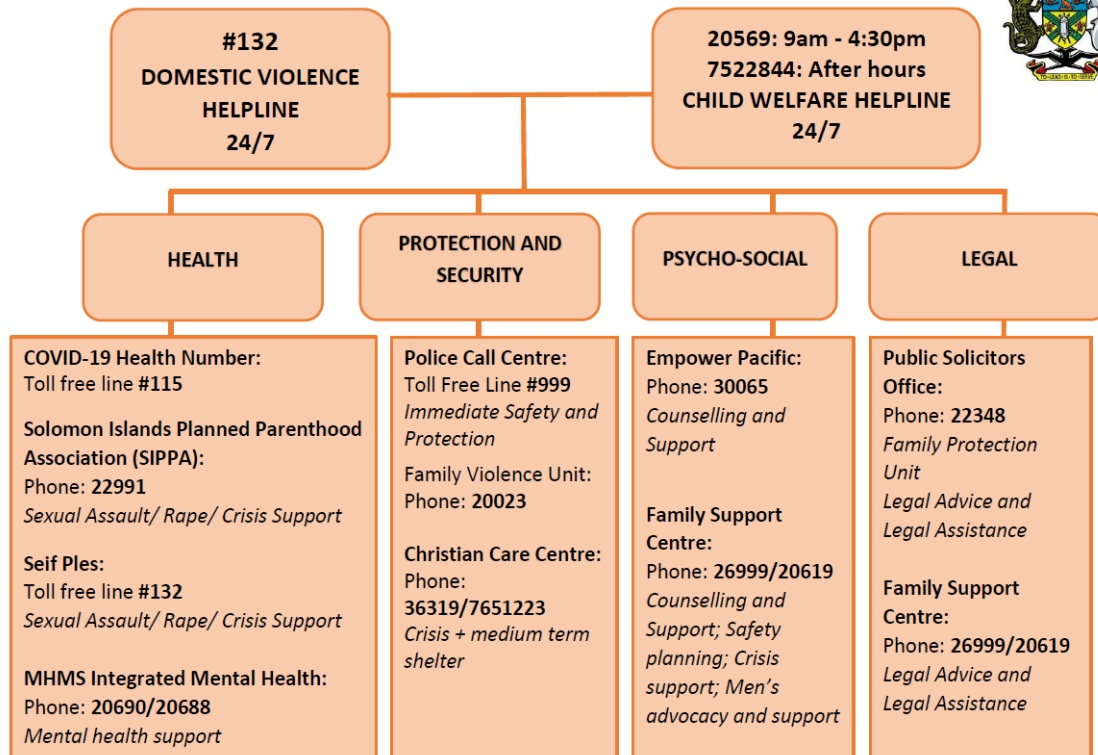 #132
DOMESTIC VIOLENCE
HELPLINE
24/7
20569: 9am - 4:30pm
7522844: After hours
CHILD WELFARE HELPLINE
24/7
TO-LEAD-IS-TO-SERVE
HEALTH
PROTECTION AND
SECURITY
PSYCHO-SOCIAL
LEGAL
COVID-19 Health Number:
Toll free line #115
Solomon Islands Planned Parenthood
Association (SIPPA):
Phone: 22991
Sexual Assault/ Rape/ Crisis Support
Seif Ples:
Toll free line #132
Sexual Assault/ Rape/ Crisis Support
MHMS Integrated Mental Health:
Phone: 20690/20688
Mental health support
Police Call Centre:
Toll Free Line #999
Immediate Safety and
Protection
Family Violence Unit:
Phone: 20023
Christian Care Centre:
Phone:
36319/7651223
Crisis + medium term
shelter
Empower Pacific:
Phone: 30065
Counselling and
Support
Family Support
Centre:
Phone: 26999/20619
Counselling and
Support; Safety
planning; Crisis
support; Men’s
advocacy and support
Public Solicitors
Office:
Phone: 22348
Family Protection
Unit
Legal Advice and
Legal Assistance
Family Support
Centre:
Phone: 26999/20619
Legal Advice and
Legal Assistance